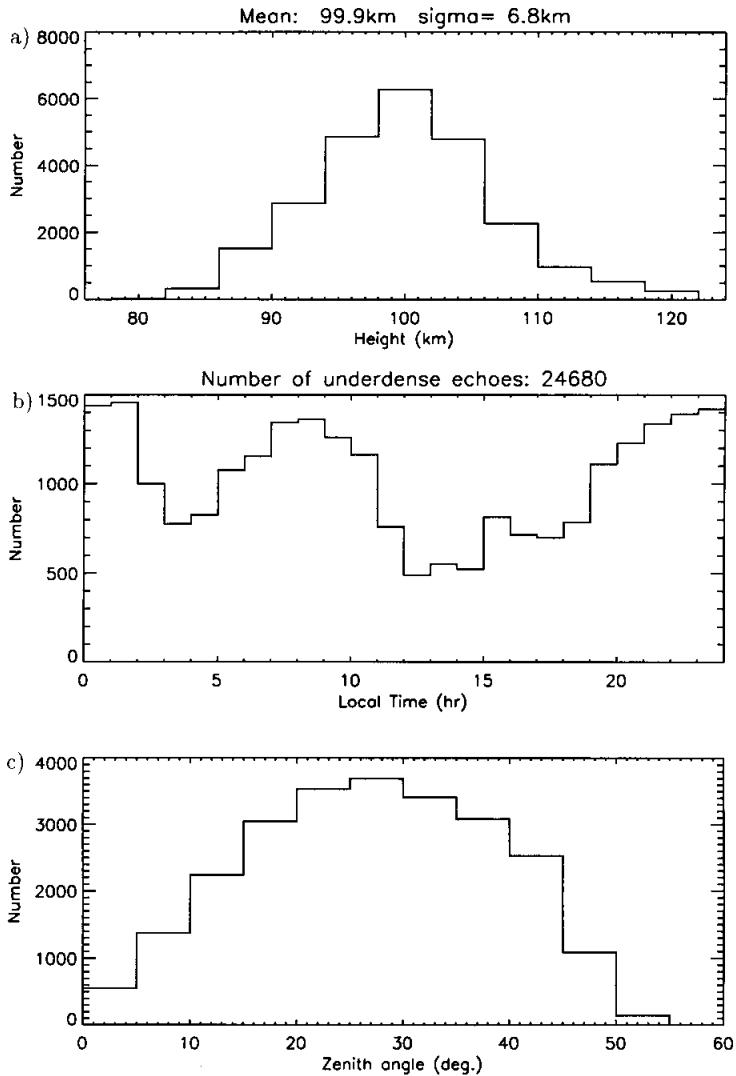 Mean: 99.9km sigma= 6.8km
a)
8000
6000
4000
2000
0
Number
80 90 100 110 120
Height (km)
Number of underdense echoes: 24680
b)
1500
1000
500
0
Number
0 5 10 15 20
Local Time (hr)
c)
4000
3000
2000
1000
0
Number
0 10 20 30 40 50 60
Zenith angle (deg.)